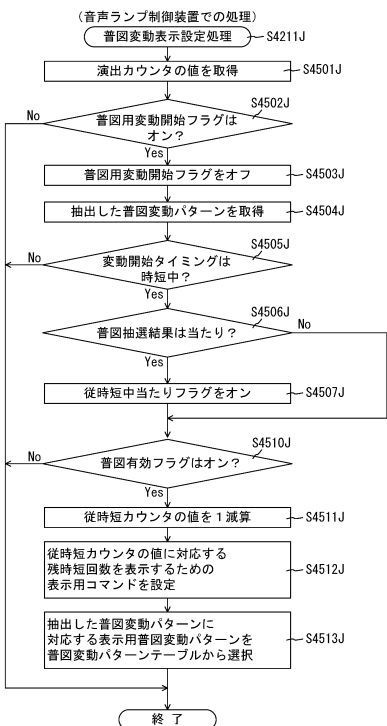 (音声ランプ制御装置での処理)
普図変動表示設定処理
S4211J
演出カウンタの値を取得
S4501J
S4502J
普図用変動開始フラグは
オン?
No
Yes
普図用変動開始フラグをオフ
S4503J
抽出した普図変動パターンを取得
S4504J
S4505J
変動開始タイミングは
時短中?
No
Yes
S4506J
普図抽選結果は当たり?
No
Yes
従時短中当たりフラグをオン
S4507J
S4510J
普図有効フラグはオン?
No
Yes
従時短カウンタの値を1減算
S4511J
従時短カウンタの値に対応する
残時短回数を表示するための
表示用コマンドを設定
S4512J
抽出した普図変動パターンに
対応する表示用普図変動パターンを
普図変動パターンテーブルから選択
S4513J
終了